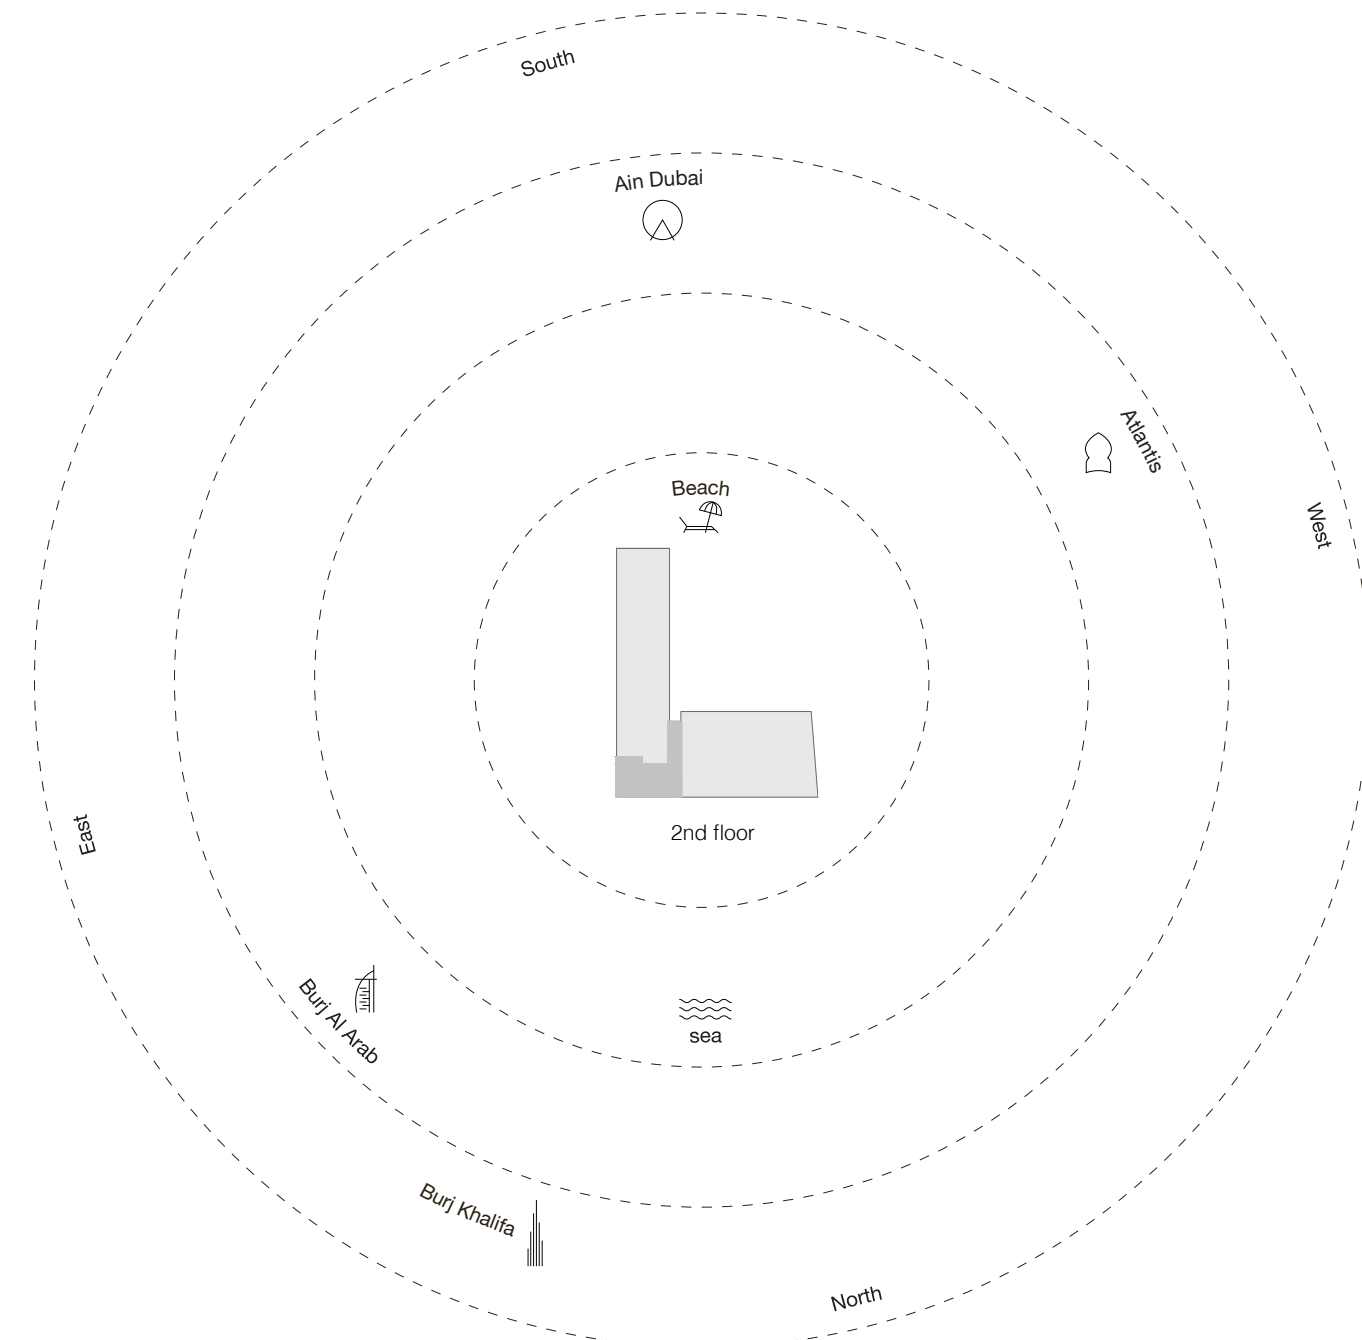 South
Ain Dubai
Atlantis
Beach
West
East
2nd floor
Burj Al Arab
sea
Burj Khalifa
North